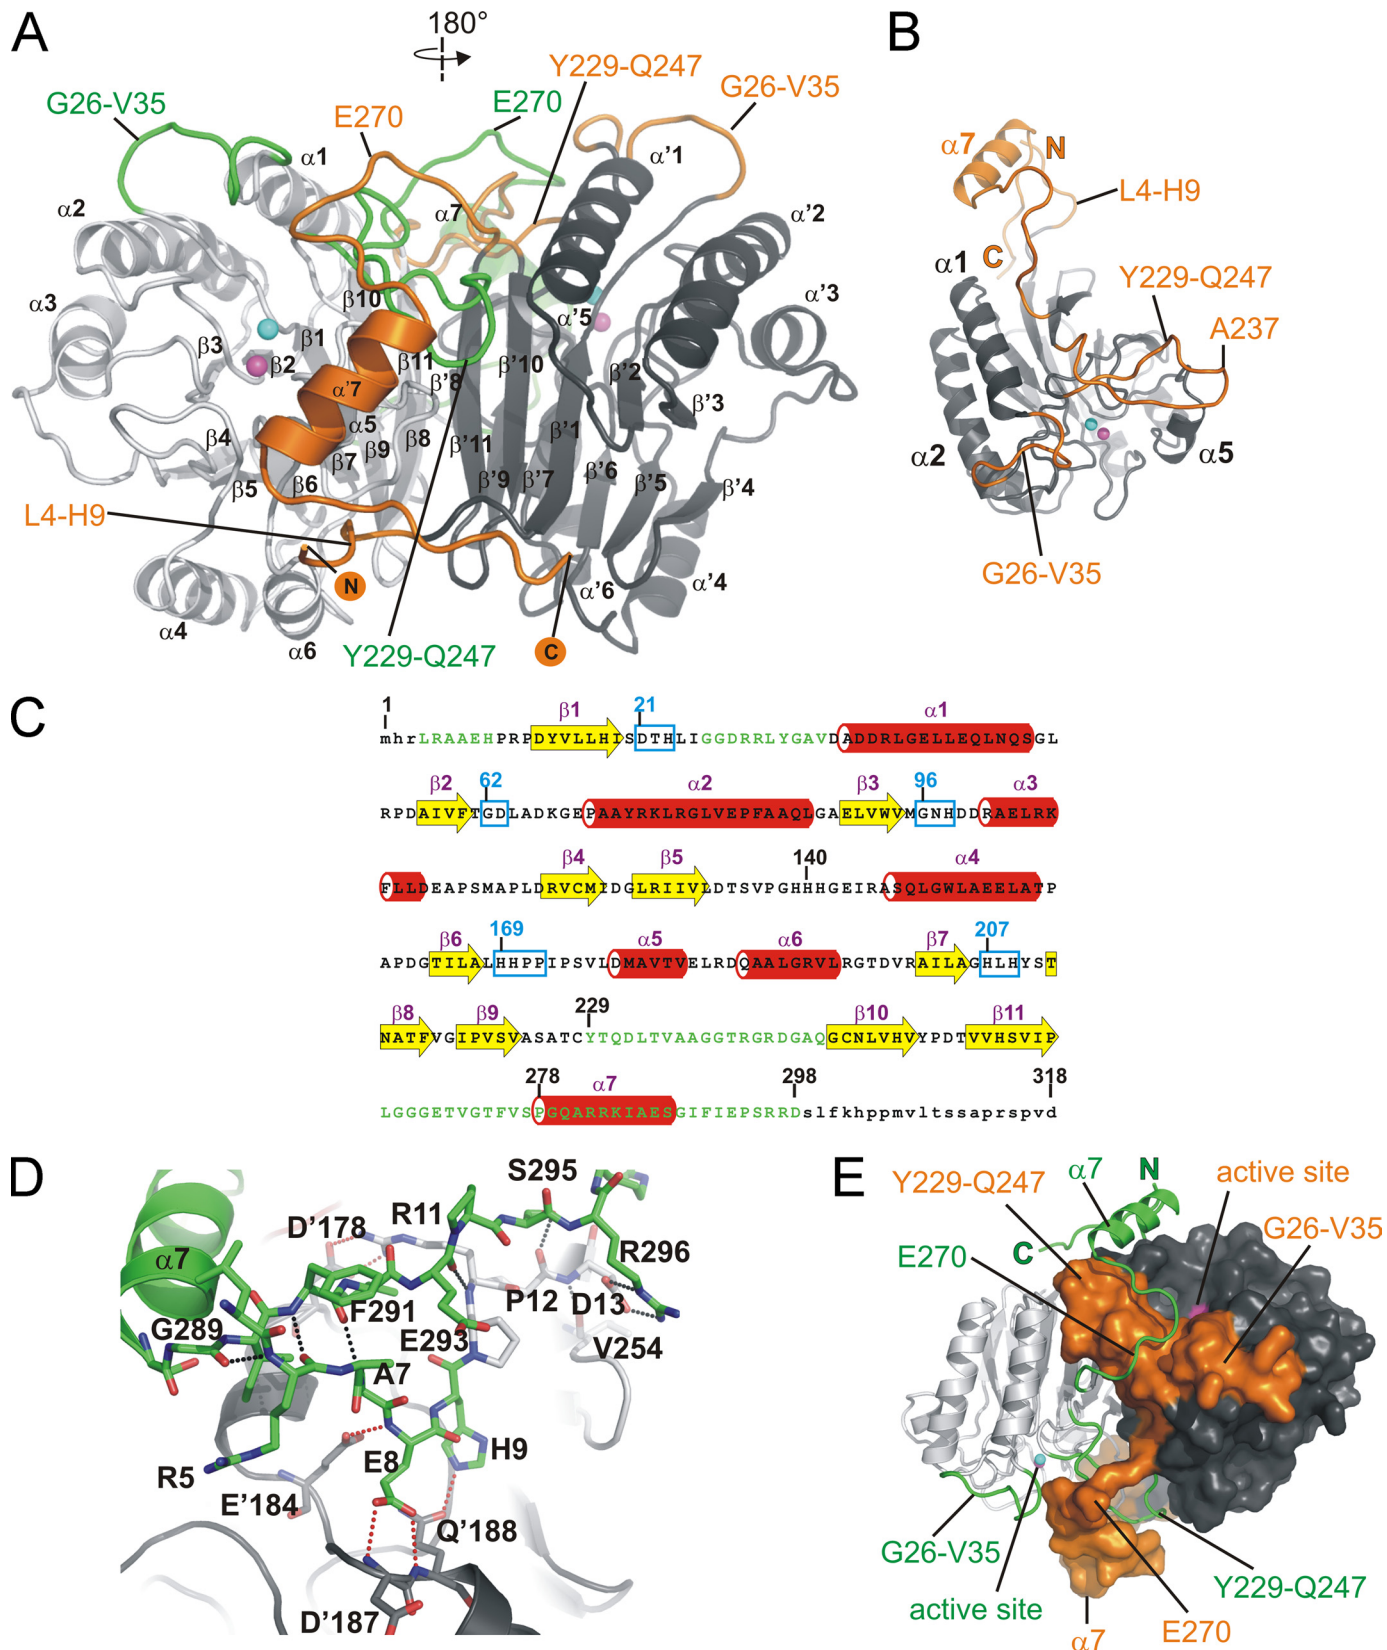 A
180°
B
Y229-Q247
G26-V35
E270
E270
G26-V35
α1
α'1
α2
α7
α'2
α3
β10
α'3
β3
β1
α'5
β2
β11
β'10
α'7
β'8
β'2
β'3
α5
β4
β8
β'11
β'1
β9
β7
β'6
β5
β6
β'9
β'7
β'5
β'4
L4-H9
N
α'6
α'4
α4
α6
Y229-Q247
C
α7
N
L4-H9
C
α1
Y229-Q247
A237
α2
α5
G26-V35
C
1
β1
21
α1
mhrLRAAEHPRPDYVLLHISDTHLIGGDRRLYGAVDADDRLGELLEQLNQSGL
β2
62
α2
β3
96
α3
RPDAIVFTGDLADKGEPAAYRKLRGLVEPFAAQLGAELVWVMGNHDDRAELRK
β4
β5
140
α4
FLLDEAPSMAPLDRVCMIDGLRIIVLDTSVPGHHHGEIRASQLGWLAEELATP
β6
169
α5
α6
β7
207
APDGTILALHHPPIPSVLDMAVTVELRDQAALGRVLRGTDVRAILAGHLHYST
β8
β9
229
β10
β11
NATFVGIPVSVASATCYTQDLTVAAGGTRGRDGAQGCNLVHVYPDTVVHSVIP
278
α7
298
318
LGGGETVGTFVSPGQARRKIAESGIFIEPSRRDslfkhppmvltssaprspvd
D
S295
R11
D'178
α7
R296
F291
P12
D13
G289
E293
V254
A7
H9
R5
E8
E'184
Q'188
D'187
E
α7
N
active site
Y229-Q247
G26-V35
C
E270
G26-V35
Y229-Q247
active site
E270
α7